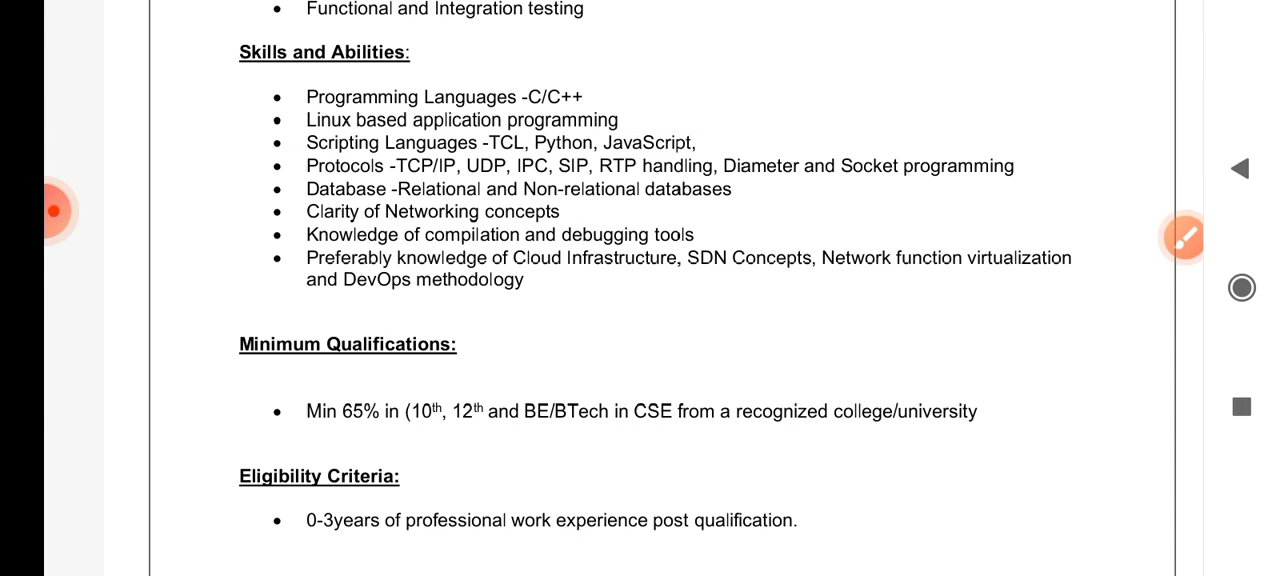 • Functional and Integration testing
Skills and Abilities:
• Programming Languages -C/C++
• Linux based application programming
• Scripting Languages -TCL, Python, JavaScript,
• Protocols -TCP/IP, UDP, IPC, SIP, RTP handling, Diameter and Socket programming
• Database -Relational and Non-relational databases
• Clarity of Networking concepts
• Knowledge of compilation and debugging tools
• Preferably knowledge of Cloud Infrastructure, SDN Concepts, Network function virtualization
and DevOps methodology
Minimum Qualifications:
• Min 65% in (10th, 12th and BE/BTech in CSE from a recognized college/university
Eligibility Criteria:
• 0-3years of professional work experience post qualification.